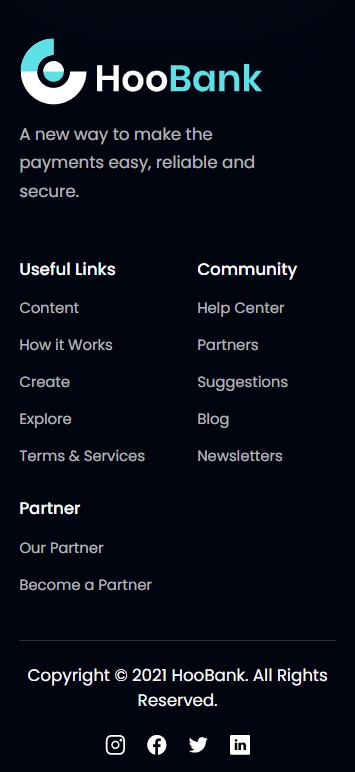 HooBank
A new way to make the
payments easy, reliable and
secure.
Useful Links
Content
How it Works
Create
Explore
Terms & Services
Community
Help Center
Partners
Suggestions
Blog
Newsletters
Partner
Our Partner
Become a Partner
Copyright © 2021 HooBank. All Rights
Reserved.